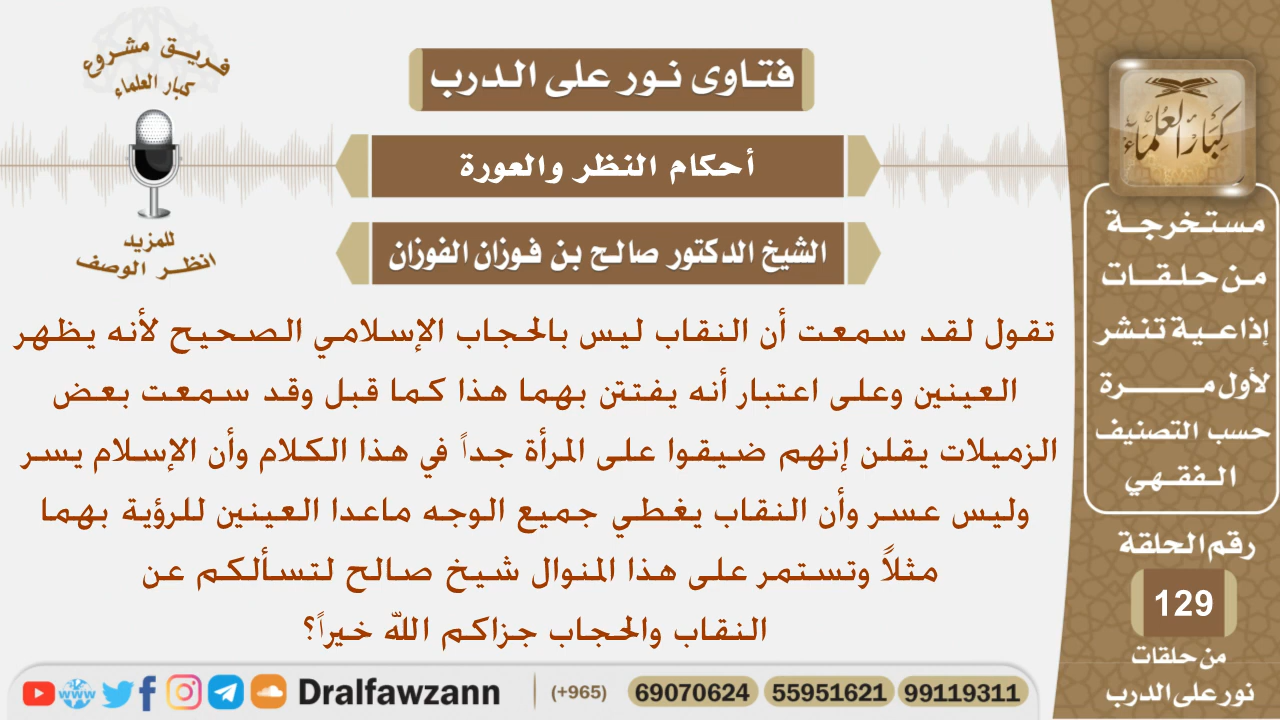 فريق مشروع
كبار العلماء
للمزيد
انظر الوصف
فتاوى نور على الدرب
أحكام النظر والعورة
الشيخ الدكتور صالح بن فوزان الفوزان
تقول لقد سمعت أن النقاب ليس بالحجاب الإسلامي الصحيح لأنه يظهر
العينين وعلى اعتبار أنه يفتتن بهما هذا كما قبل وقد سمعت بعض
الزميلات يقلن إنهم ضيقوا على المرأة جداً في هذا الكلام وأن الإسلام يسر
وليس عسر وأن النقاب يغطي جميع الوجه ماعدا العينين للرؤية بهما
مثلاً وتستمر على هذا المنوال شيخ صالح لتسألكم عن
النقاب والحجاب جزاكم الله خيراً؟
كبار العلماء
مستخرجة
من حلقات
إذاعية تنشر
لأول مرة
حسب التصنيف
الفقهي
رقم الحلقة
129
من حلقات
نور على الدرب
www
Dralfawzann
(+965)
69070624
55951621
99119311